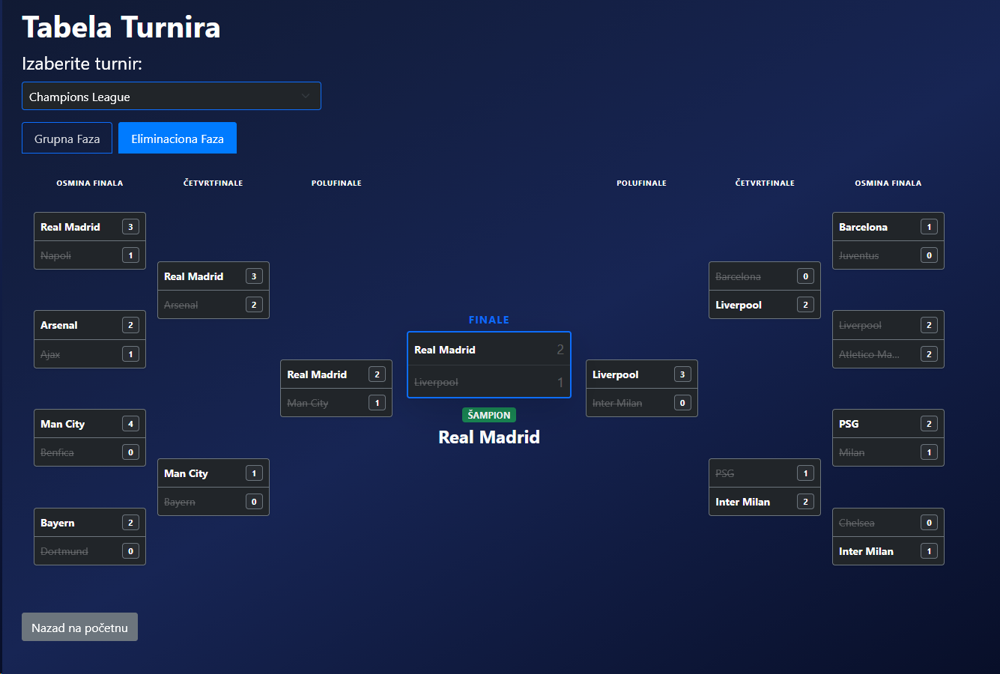 Tabela Turnira
Izaberite turnir:
Champions League
Grupna Faza
Eliminaciona Faza
OSMINA FINALA
ČETVRTFINALE
POLUFINALE
POLUFINALE
ČETVRTFINALE
OSMINA FINALA
Real Madrid 3
Napoli 1
Arsenal 2
Ajax 1
Man City 4
Benfica 0
Bayern 2
Dortmund 0
Real Madrid 3
Arsenal 2
Man City 1
Bayern 0
Real Madrid 2
Man City 1
FINALE
Real Madrid 2
Liverpool 1
ŠAMPION
Real Madrid
Liverpool 3
Inter Milan 0
Barcelona 0
Liverpool 2
PSG 1
Inter Milan 2
Barcelona 1
Juventus 0
Liverpool 2
Atletico Ma... 2
PSG 2
Milan 1
Chelsea 0
Inter Milan 1
Nazad na početnu